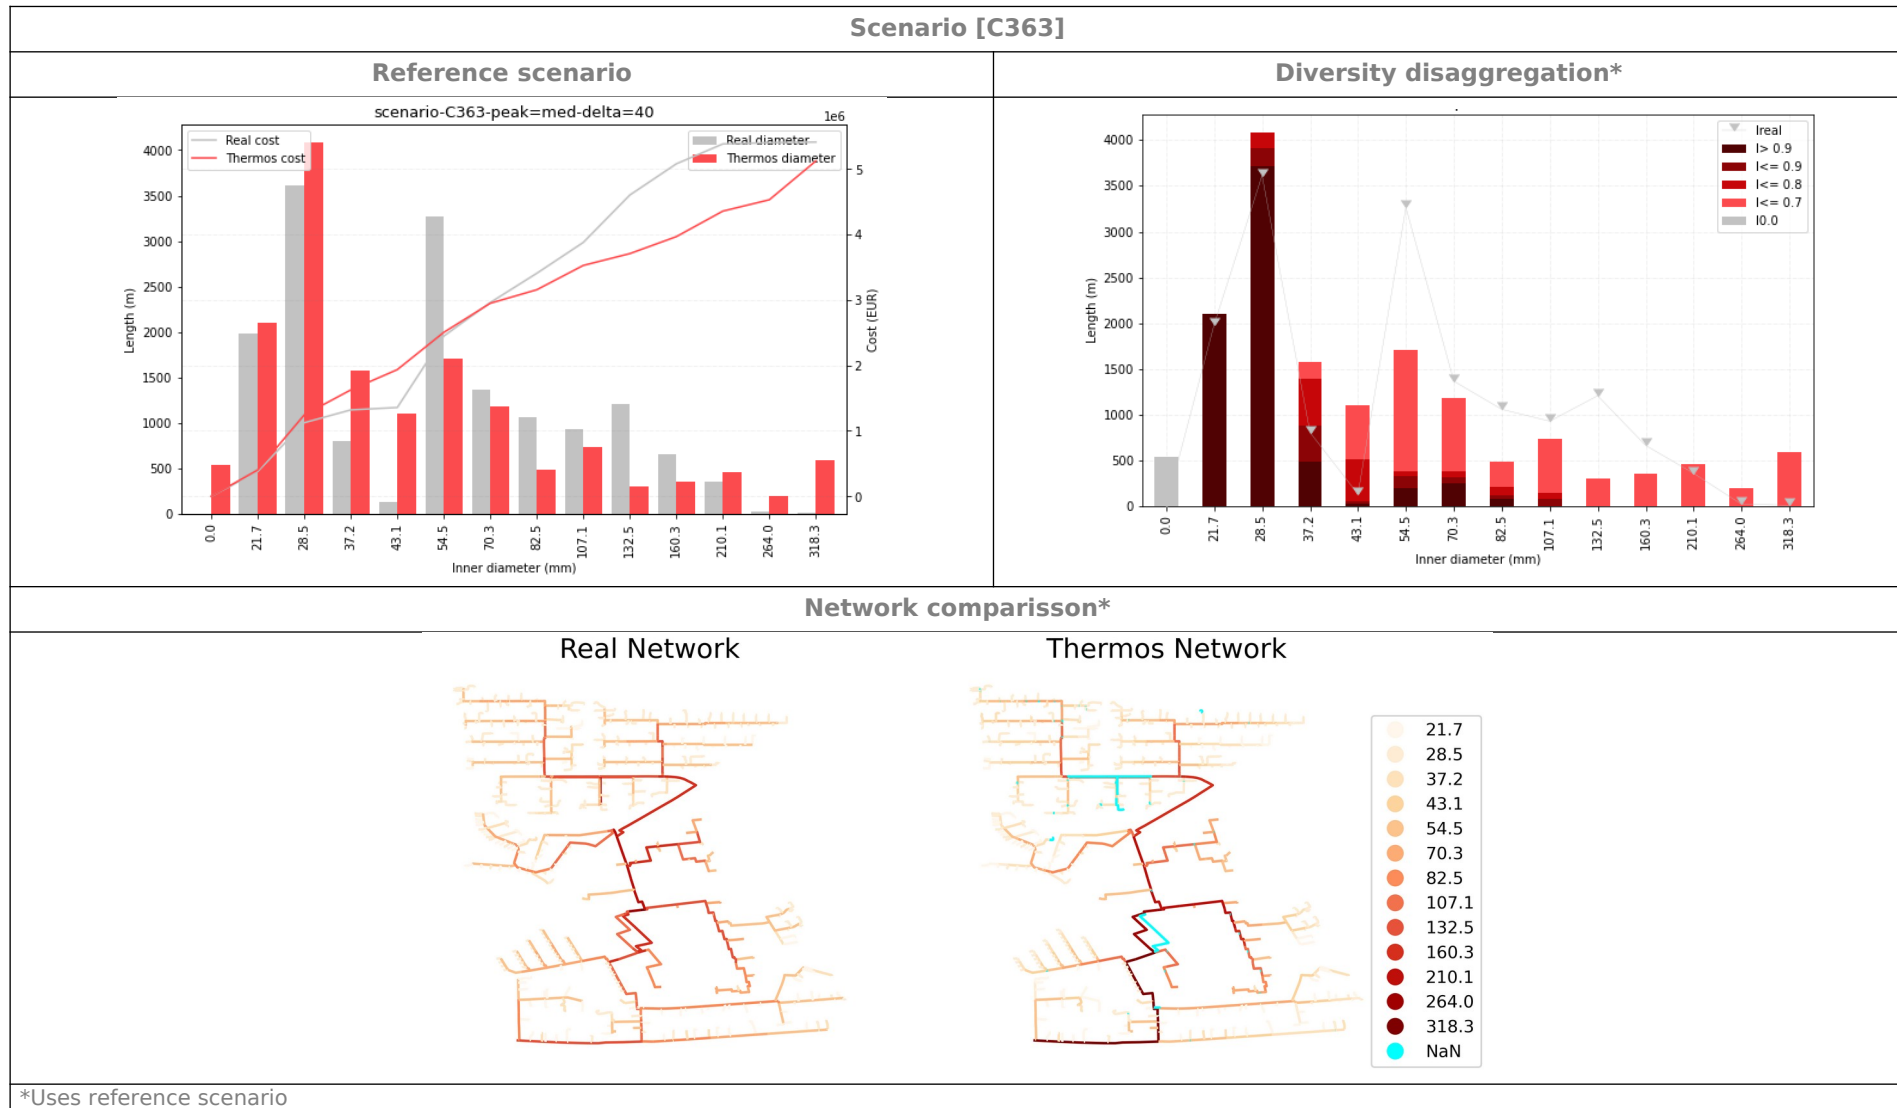 Scenario [C363]
Reference scenario
Diversity disaggregation*
scenario-C363-peak=med-delta=40
1e6
Real cost
Thermos cost
Real diameter
Thermos diameter
4000
3500
3000
2500
2000
1500
1000
500
0
Length (m)
5
4
3
2
1
0
Cost (EUR)
0.0
21.7
28.5
37.2
43.1
54.5
70.3
82.5
107.1
132.5
160.3
210.1
264.0
318.3
Inner diameter (mm)
Ireal
I> 0.9
I<= 0.9
I<= 0.8
I<= 0.7
I0.0
4000
3500
3000
2500
2000
1500
1000
500
0
Length (m)
0.0
21.7
28.5
37.2
43.1
54.5
70.3
82.5
107.1
132.5
160.3
210.1
264.0
318.3
Inner diameter (mm)
Network comparisson*
Real Network
Thermos Network
21.7
28.5
37.2
43.1
54.5
70.3
82.5
107.1
132.5
160.3
210.1
264.0
318.3
NaN
*Uses reference scenario